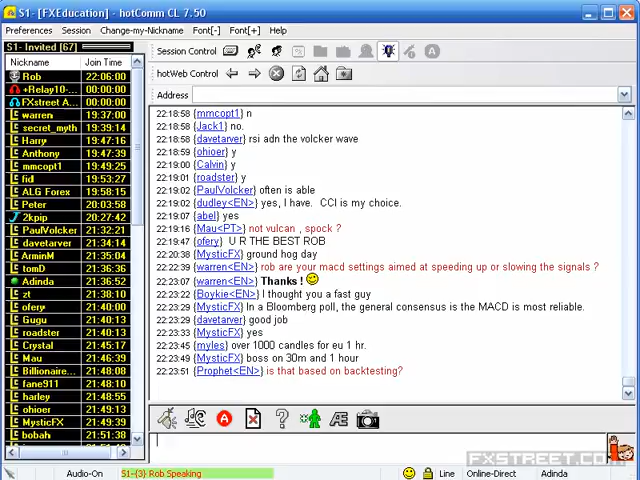 S1- [FXEducation] - hotComm CL 7.50
Preferences Session Change-my-Nickname Font[-] Font[+]
S1- Invited [67]
Nickname
Rob 22:06:00
+Relay10-... 00:00:00
FXstreet A... 00:00:00
warren 19:37:00
secret_myth 19:39:14
Harry 19:47:16
Anthony 19:47:39
mmcopt1 19:49:25
fid 19:53:27
ALG Forex 19:58:15
Peter 20:03:58
2kpip 20:27:42
PaulVolcker 21:32:21
davetarver 21:34:14
ArminM 21:35:38
tomD 21:36:36
Adinda 21:36:52
zt 21:38:10
ofery 21:39:10
Gugu 21:40:13
roadster 21:40:13
Crystal 21:45:17
Mau 21:46:39
Billionaire... 21:46:56
fane911 21:48:38
harley 21:48:55
ohioer 21:49:13
MysticFX 21:50:13
bobah 21:51:38
Session Control
hotWeb Control
Address
22:18:58 {mmcopt1} n
22:18:58 {Jack1} no.
22:18:58 {davetarver} rsi adn the volcker wave
22:18:59 {ohioer} y
22:19:00 {Calvin} y
22:19:01 {roadster} y
22:19:02 {PaulVolcker} often is able
22:19:02 {dudley<EN>} yes, I have. CCI is my choice.
22:19:02 {abel} yes
22:19:16 {Mau<PT>} not vulcan , spock ?
22:19:47 {ofery} U R THE BEST ROB
22:20:38 {MysticFX} ground hog day
22:22:39 {warren<EN>} rob are your macd settings aimed at speeding up or slowing the signals ?
22:23:07 {warren<EN>} Thanks !
22:22:32 {Boykie<EN>} I thought you a fast guy
22:23:29 {MysticFX} In a Bloomberg poll, the general consensus is the MACD is most reliable.
22:23:29 {davetarver} good job
22:23:33 {MysticFX} yes
22:23:45 {myles} over 1000 candles for eu 1 hr.
22:23:49 {MysticFX} boss on 30m and 1 hour
22:23:51 {Prophet<EN>} is that based on backtesting?
FXSTREET.COM
Audio-On S1-{3} Rob Speaking Line Online-Direct Adinda